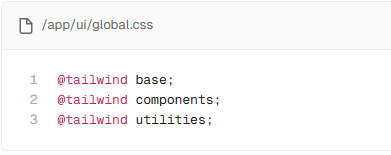 /app/ui/global.css
1 @tailwind base;
2 @tailwind components;
3 @tailwind utilities;